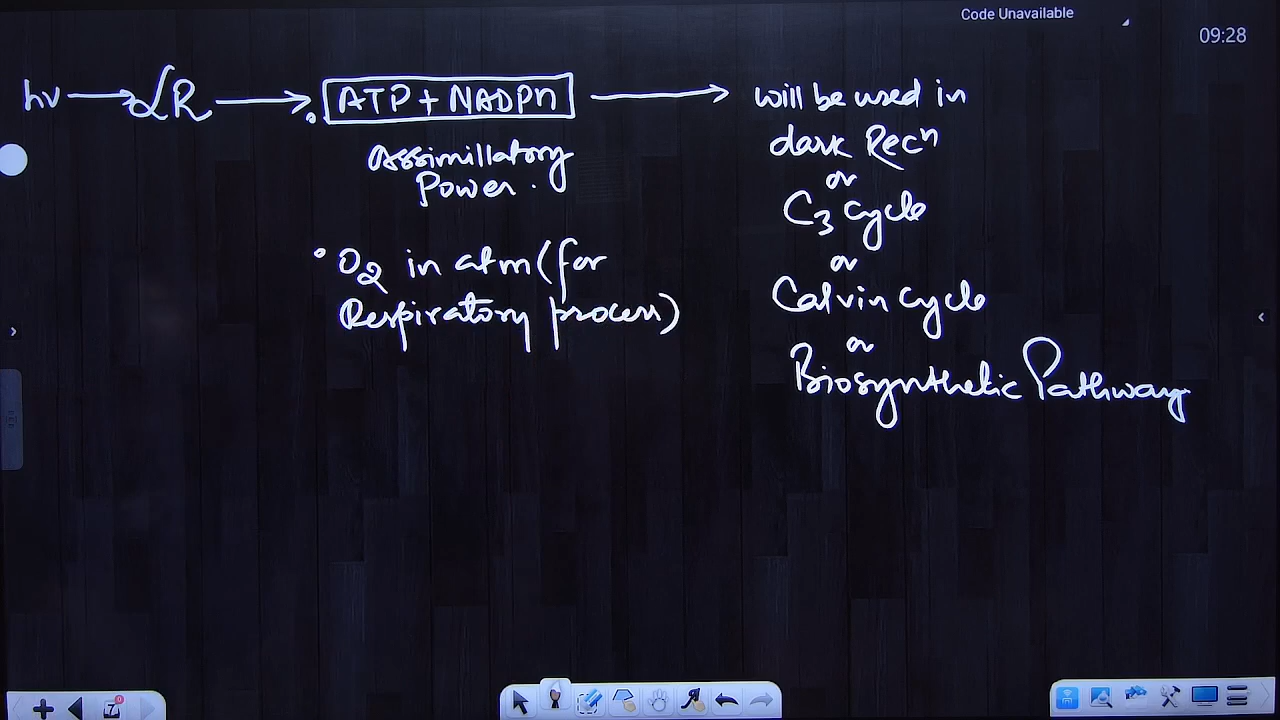 Code Unavailable
09:28
hν → LR → ATP + NADPH → will be used in
dark Recⁿ
or
C₃ cycle
or
Calvin cycle
or
Biosynthetic Pathway
Assimillatory
Power.
• O₂ in atm (for
Respiratory process)